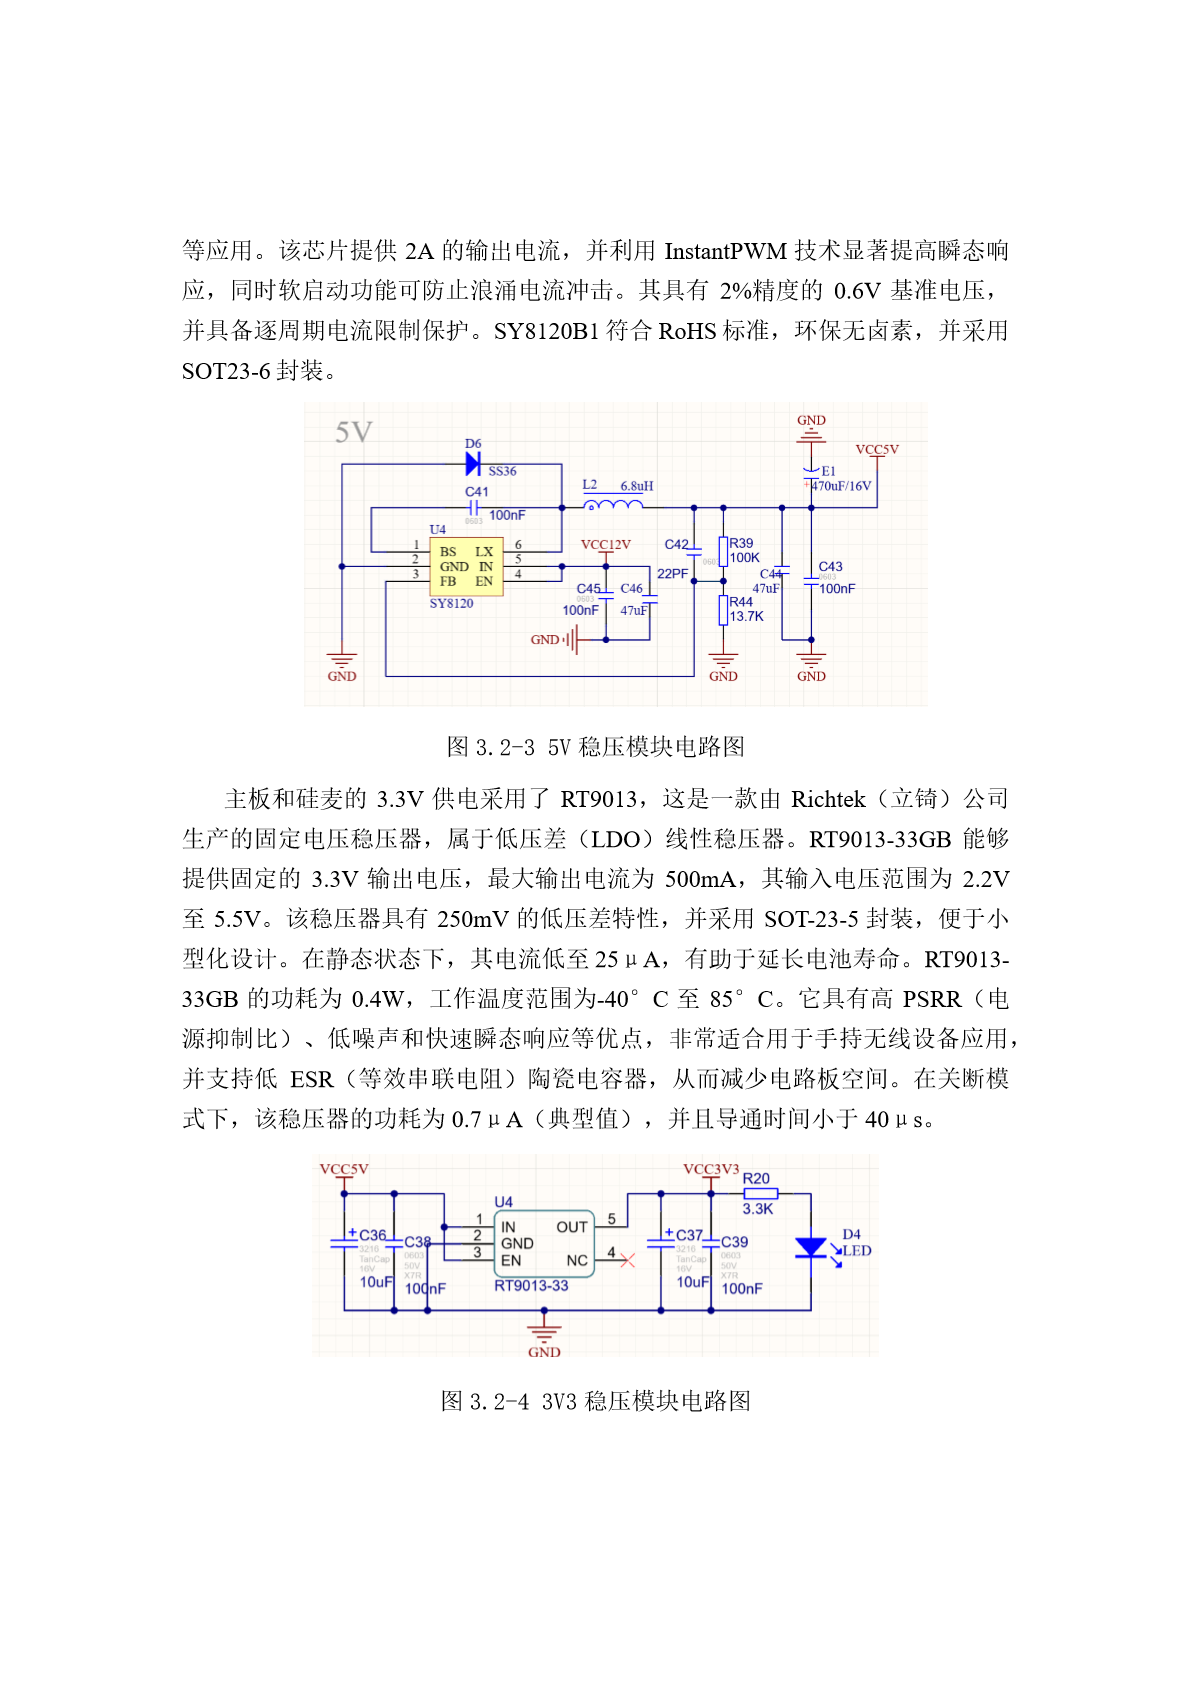 等应用。该芯片提供 2A 的输出电流，并利用 InstantPWM 技术显著提高瞬态响
应，同时软启动功能可防止浪涌电流冲击。其具有 2%精度的 0.6V 基准电压，
并具备逐周期电流限制保护。SY8120B1 符合 RoHS 标准，环保无卤素，并采用
SOT23-6 封装。
5V
D6
SS36
C41
0603
100nF
U4
1 BS LX 6
2 GND IN 5
3 FB EN 4
SY8120
GND
L2 6.8uH
VCC12V
C45
0603
100nF
C46
47uF
GND
C42
0603
22PF
R39
100K
R44
13.7K
GND
C44
47uF
C43
0603
100nF
GND
GND
E1
+
470uF/16V
VCC5V
图 3.2-3 5V 稳压模块电路图
主板和硅麦的 3.3V 供电采用了 RT9013，这是一款由 Richtek（立锜）公司
生产的固定电压稳压器，属于低压差（LDO）线性稳压器。RT9013-33GB 能够
提供固定的 3.3V 输出电压，最大输出电流为 500mA，其输入电压范围为 2.2V
至 5.5V。该稳压器具有 250mV 的低压差特性，并采用 SOT-23-5 封装，便于小
型化设计。在静态状态下，其电流低至 25μA，有助于延长电池寿命。RT9013-
33GB 的功耗为 0.4W，工作温度范围为-40°C 至 85°C。它具有高 PSRR（电
源抑制比）、低噪声和快速瞬态响应等优点，非常适合用于手持无线设备应用，
并支持低 ESR（等效串联电阻）陶瓷电容器，从而减少电路板空间。在关断模
式下，该稳压器的功耗为 0.7μA（典型值），并且导通时间小于 40μs。
VCC5V
+
C36
3216
TanCap
16V
10uF
C38
0603
50V
X7R
100nF
U4
1 IN OUT 5
2 GND
3 EN NC 4
RT9013-33
GND
VCC3V3
+
C37
3216
TanCap
16V
10uF
C39
0603
50V
X7R
100nF
R20
3.3K
D4
LED
图 3.2-4 3V3 稳压模块电路图